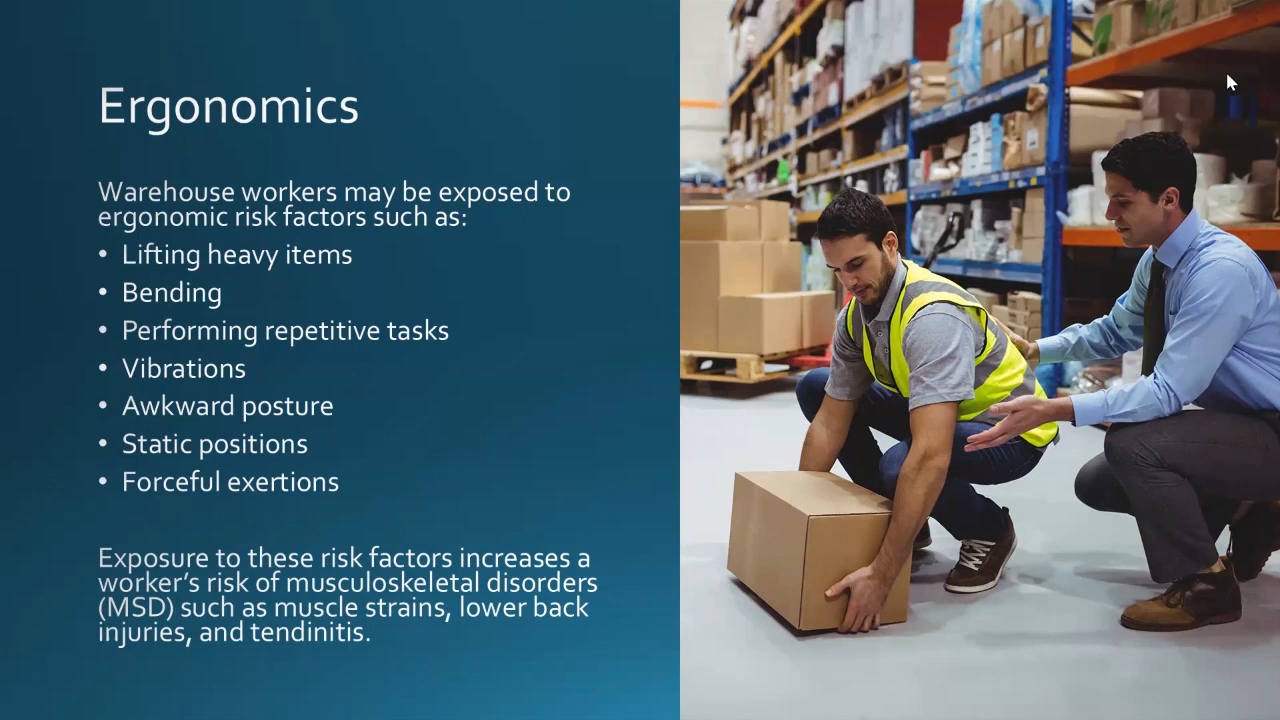 Ergonomics
Warehouse workers may be exposed to
ergonomic risk factors such as:
• Lifting heavy items
• Bending
• Performing repetitive tasks
• Vibrations
• Awkward posture
• Static positions
• Forceful exertions
Exposure to these risk factors increases a
worker’s risk of musculoskeletal disorders
(MSD) such as muscle strains, lower back
injuries, and tendinitis.